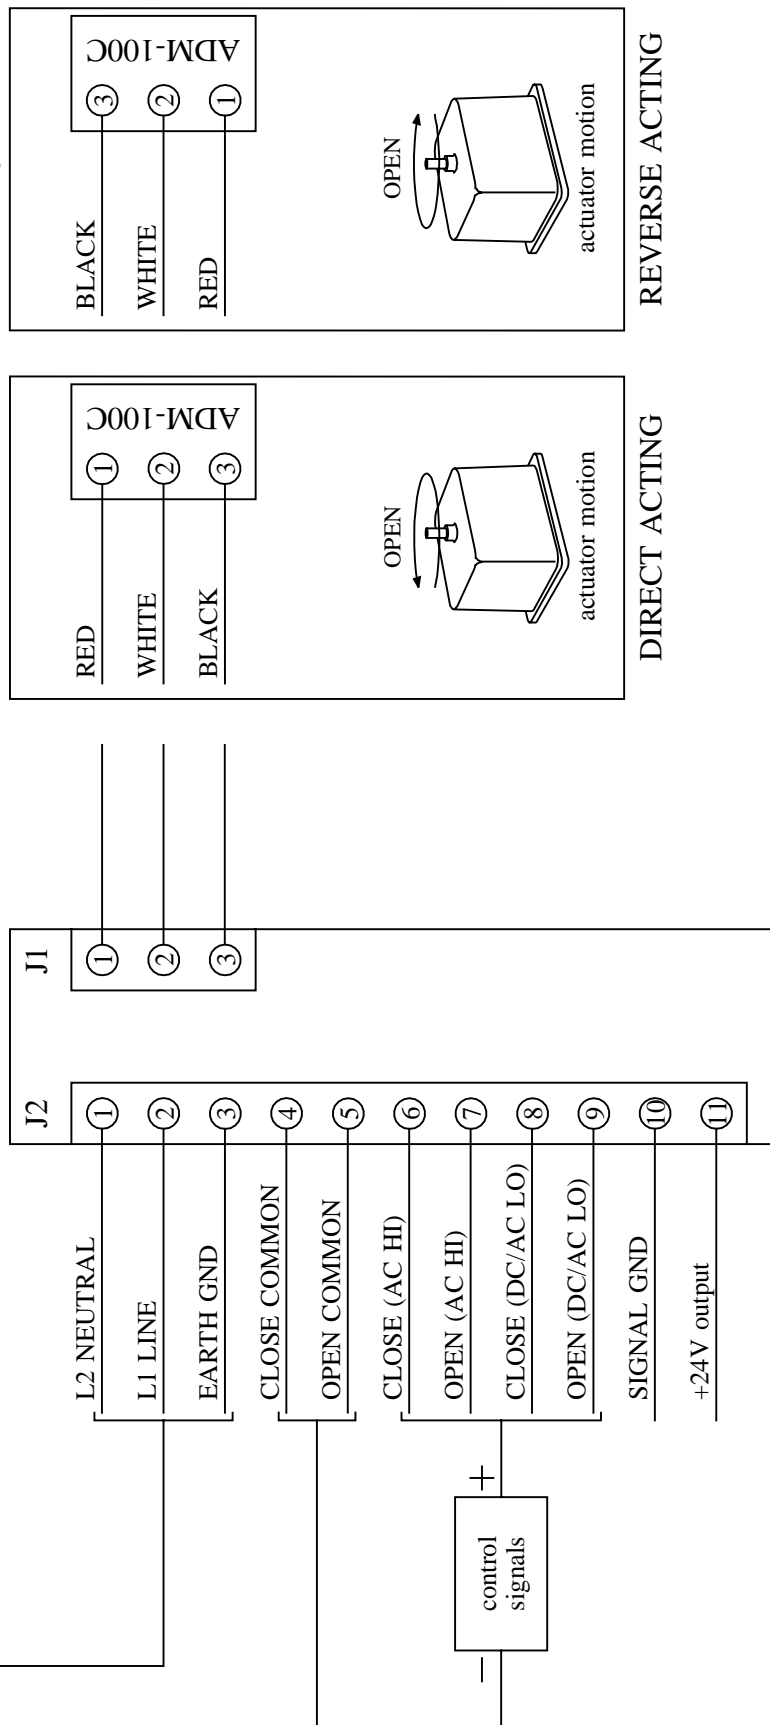 J2
1
L2 NEUTRAL
2
L1 LINE
3
EARTH GND
4
CLOSE COMMON
5
OPEN COMMON
6
CLOSE (AC HI)
7
OPEN (AC HI)
8
CLOSE (DC/AC LO)
9
OPEN (DC/AC LO)
10
SIGNAL GND
11
+24V output
control
signals
+
−
J1
1
2
3
RED
1
WHITE
2
BLACK
3
ADM-100C
OPEN
actuator motion
DIRECT ACTING
BLACK
3
WHITE
2
RED
1
ADM-100C
OPEN
actuator motion
REVERSE ACTING